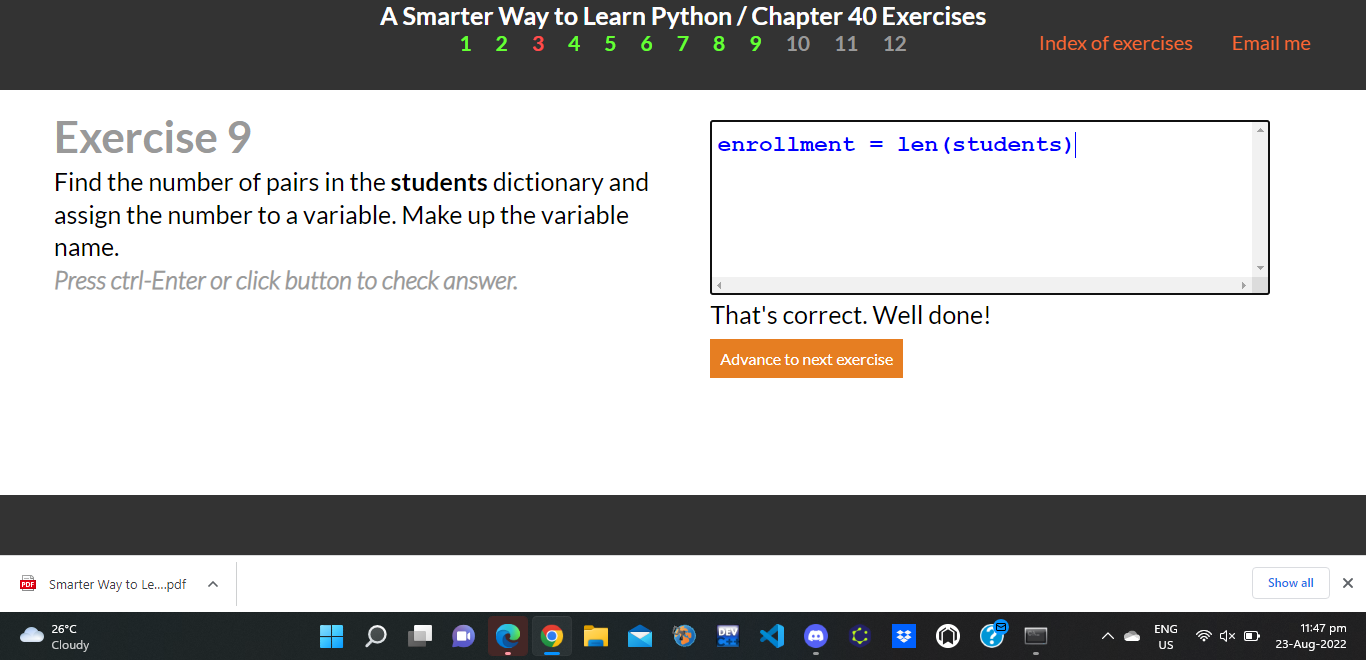 A Smarter Way to Learn Python / Chapter 40 Exercises
1 2 3 4 5 6 7 8 9 10 11 12
Index of exercises Email me
Exercise 9
Find the number of pairs in the students dictionary and
assign the number to a variable. Make up the variable
name.
Press ctrl-Enter or click button to check answer.
enrollment = len(students)
That's correct. Well done!
Advance to next exercise
PDF
Smarter Way to Le....pdf
Show all
26°C
Cloudy
DEV
ENG
US
11:47 pm
23-Aug-2022